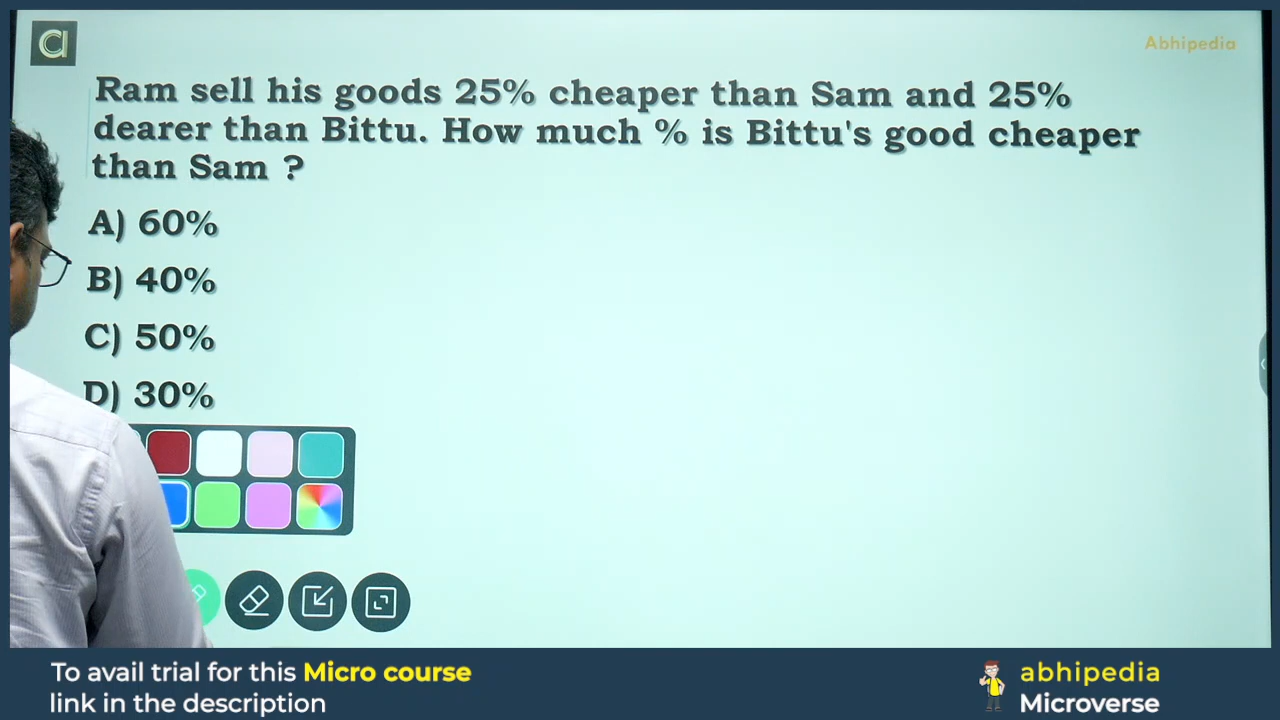 Abhipedia
Ram sell his goods 25% cheaper than Sam and 25%
dearer than Bittu. How much % is Bittu's good cheaper
than Sam ?
A) 60%
B) 40%
C) 50%
D) 30%
To avail trial for this Micro course
link in the description
abhipedia
Microverse